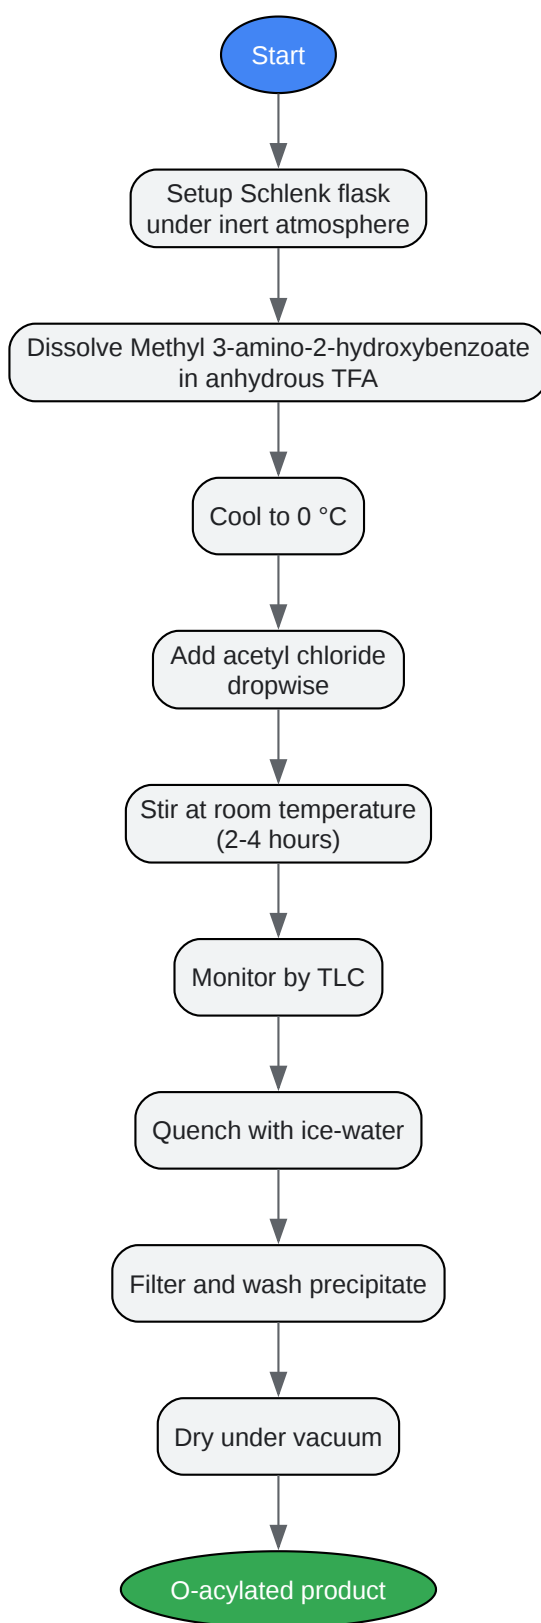 Start
Setup Schlenk flask
under inert atmosphere
Dissolve Methyl 3-amino-2-hydroxybenzoate
in anhydrous TFA
Cool to 0 °C
Add acetyl chloride
dropwise
Stir at room temperature
(2-4 hours)
Monitor by TLC
Quench with ice-water
Filter and wash precipitate
Dry under vacuum
O-acylated product